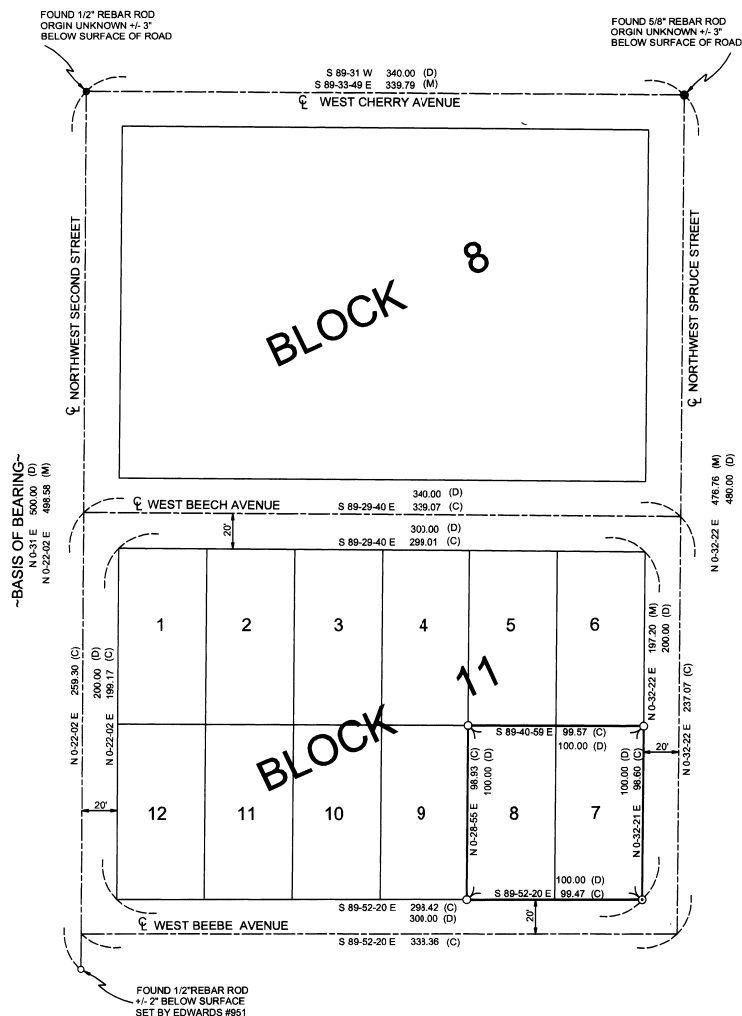 FOUND 1/2" REBAR ROD
ORGIN UNKNOWN +/- 3"
BELOW SURFACE OF ROAD
FOUND 5/8" REBAR ROD
ORGIN UNKNOWN +/- 3"
BELOW SURFACE OF ROAD
S 89-31 W 340.00 (D)
S 89-33-49 E 339.79 (M)
℄ WEST CHERRY AVENUE
℄ NORTHWEST SECOND STREET
℄ NORTHWEST SPRUCE STREET
BLOCK 8
~BASIS OF BEARING~
N 0-31 E 500.00 (D)
N 0-22-02 E 498.58 (M)
N 0-32-22 E 476.76 (M)
480.00 (D)
℄ WEST BEECH AVENUE
340.00 (D)
S 89-29-40 E 339.07 (C)
20'
300.00 (D)
S 89-29-40 E 299.01 (C)
1 2 3 4 5 6
N 0-22-02 E 259.30 (C)
200.00 (D)
N 0-22-02 E 199.17 (C)
N 0-32-22 E 197.20 (M)
200.00 (D)
N 0-32-22 E 237.07 (C)
BLOCK 11
S 89-40-59 E 99.57 (C)
100.00 (D)
20'
20'
N 0-28-55 E 98.93 (C)
100.00 (D)
100.00 (D)
N 0-32-21 E 98.60 (C)
12 11 10 9 8 7
100.00 (D)
S 89-52-20 E 99.47 (C)
S 89-52-20 E 298.42 (C)
300.00 (D)
20'
℄ WEST BEEBE AVENUE
S 89-52-20 E 338.36 (C)
FOUND 1/2"REBAR ROD
+/- 2" BELOW SURFACE
SET BY EDWARDS #951